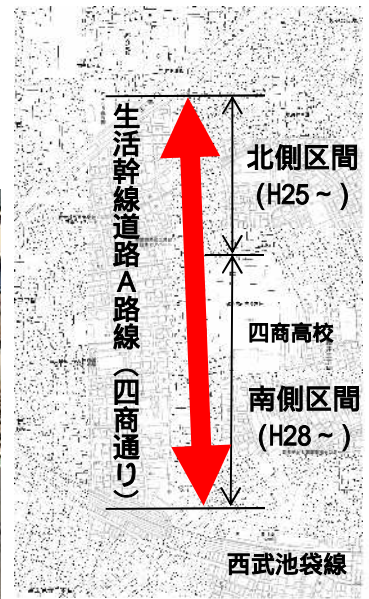 生活幹線道路A路線（四商通り）
北側区間
（H25～）
四商高校
南側区間
（H28～）
西武池袋線